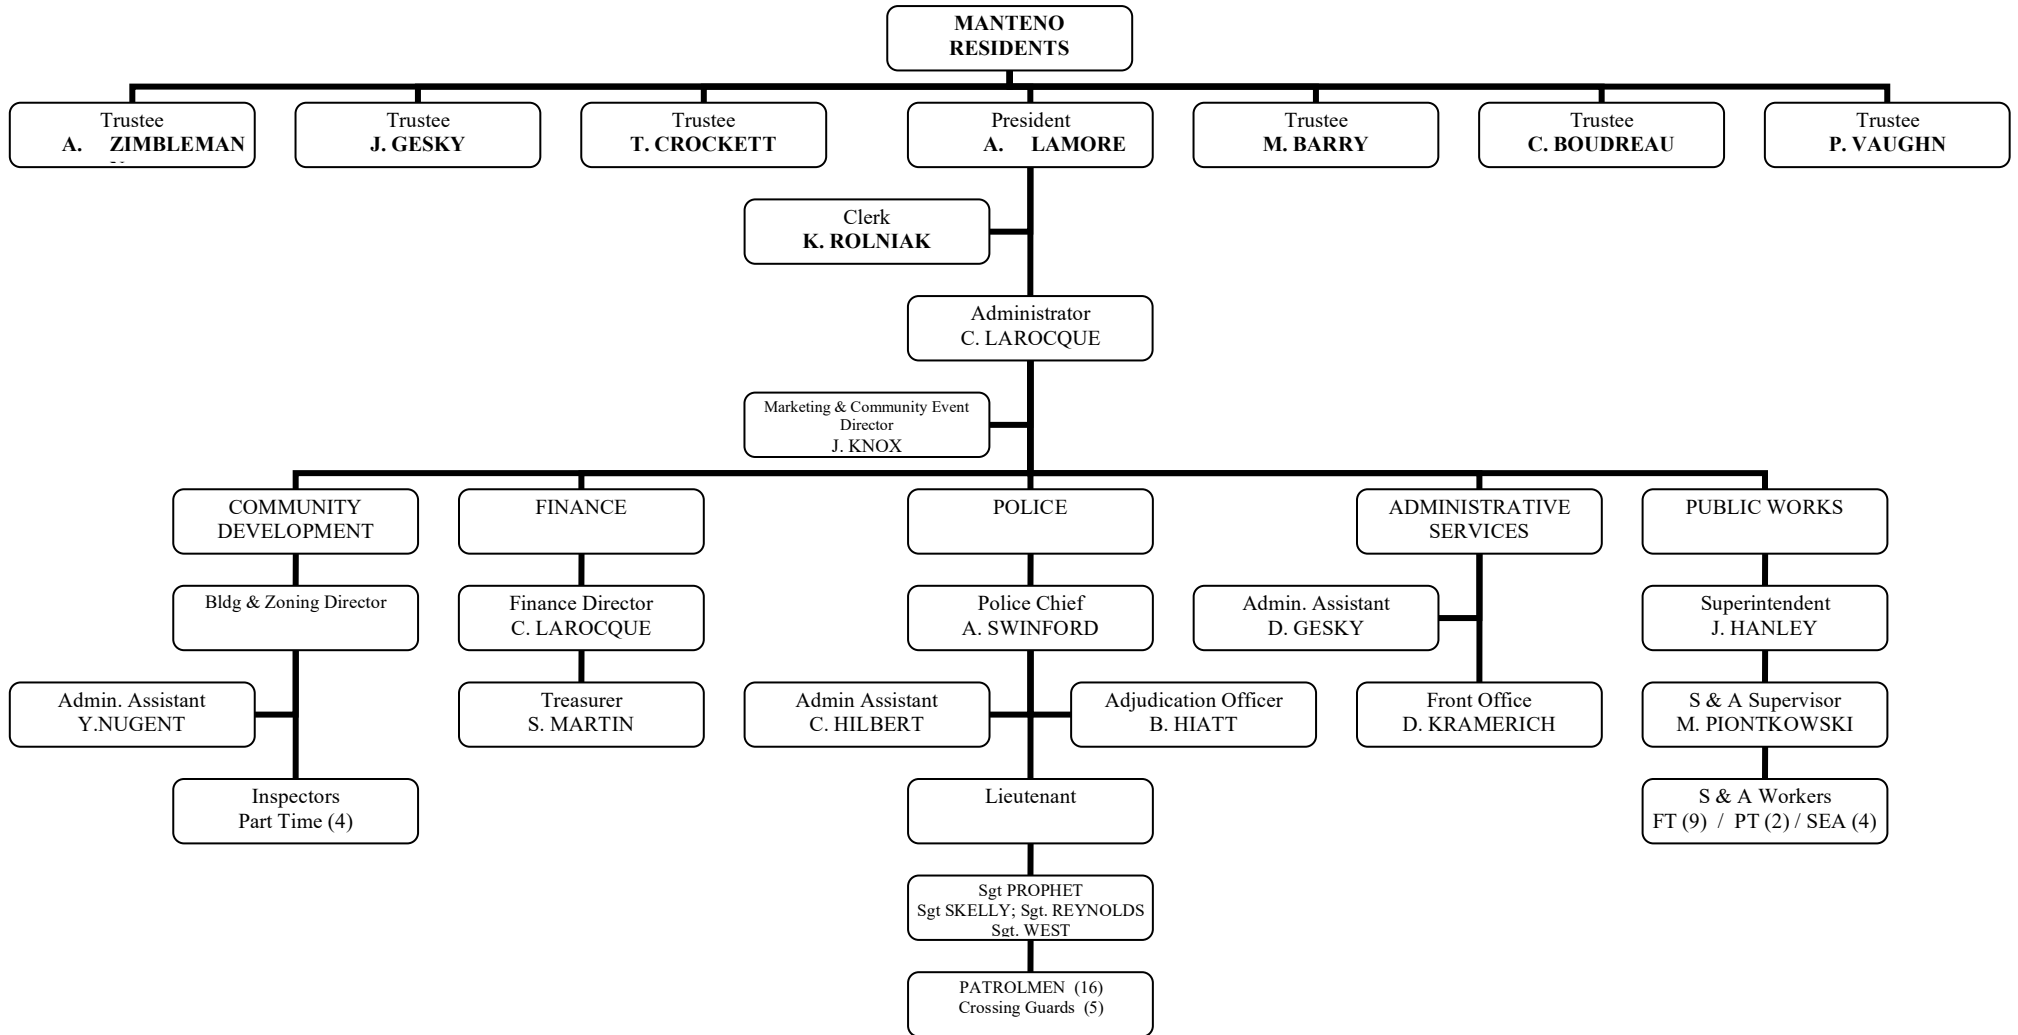 MANTENO
RESIDENTS
Trustee
A. ZIMBLEMAN
Trustee
J. GESKY
Trustee
T. CROCKETT
President
A. LAMORE
Trustee
M. BARRY
Trustee
C. BOUDREAU
Trustee
P. VAUGHN
Clerk
K. ROLNIAK
Administrator
C. LAROCQUE
Marketing & Community Event
Director
J. KNOX
COMMUNITY
DEVELOPMENT
FINANCE
POLICE
ADMINISTRATIVE
SERVICES
PUBLIC WORKS
Bldg & Zoning Director
Finance Director
C. LAROCQUE
Police Chief
A. SWINFORD
Admin. Assistant
D. GESKY
Superintendent
J. HANLEY
Admin. Assistant
Y.NUGENT
Treasurer
S. MARTIN
Admin Assistant
C. HILBERT
Adjudication Officer
B. HIATT
Front Office
D. KRAMERICH
S & A Supervisor
M. PIONTKOWSKI
Inspectors
Part Time (4)
Lieutenant
S & A Workers
FT (9) / PT (2) / SEA (4)
Sgt PROPHET
Sgt SKELLY; Sgt. REYNOLDS
Sgt. WEST
PATROLMEN (16)
Crossing Guards (5)